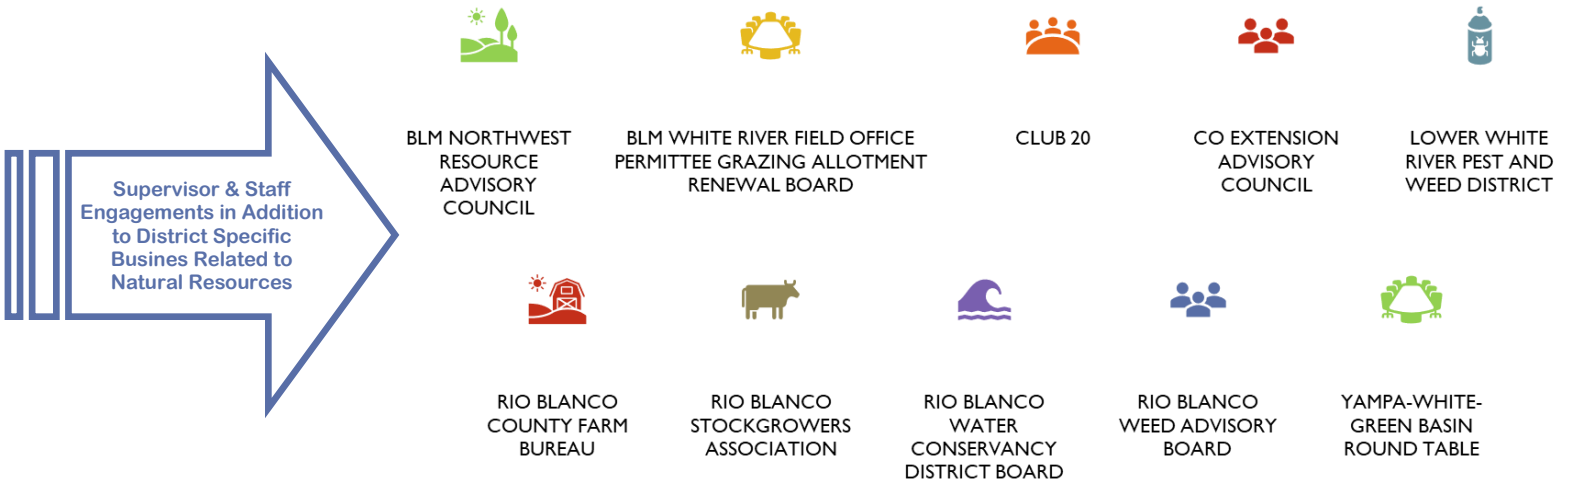 Supervisor & Staff
Engagements in Addition
to District Specific
Busines Related to
Natural Resources
BLM NORTHWEST
RESOURCE
ADVISORY
COUNCIL
BLM WHITE RIVER FIELD OFFICE
PERMITTEE GRAZING ALLOTMENT
RENEWAL BOARD
CLUB 20
CO EXTENSION
ADVISORY
COUNCIL
LOWER WHITE
RIVER PEST AND
WEED DISTRICT
RIO BLANCO
COUNTY FARM
BUREAU
RIO BLANCO
STOCKGROWERS
ASSOCIATION
RIO BLANCO
WATER
CONSERVANCY
DISTRICT BOARD
RIO BLANCO
WEED ADVISORY
BOARD
YAMPA-WHITE-
GREEN BASIN
ROUND TABLE